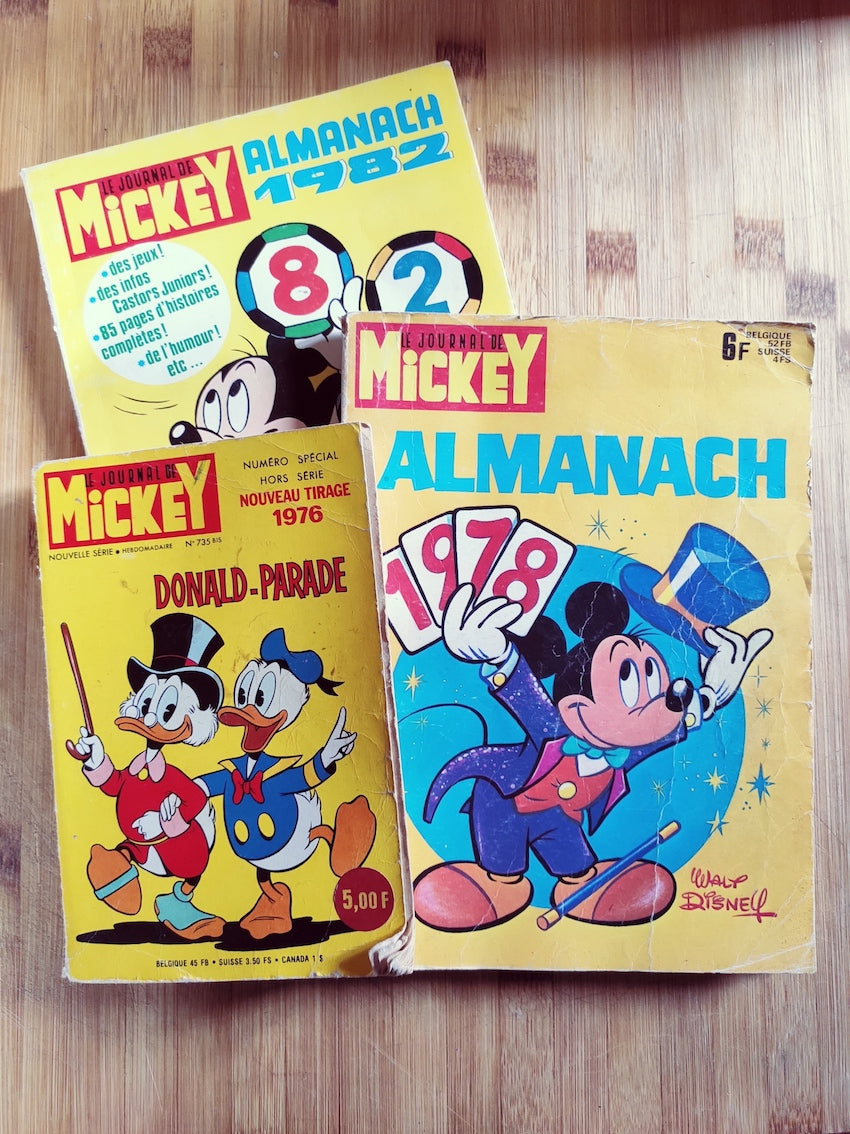 LE JOURNAL DE
MiCKEY
ALMANACH
1982
• des jeux!
• des infos
Castors Juniors!
• 85 pages d'histoires
complètes!
• de l'humour!
etc ...
8 2
LE JOURNAL DE
MiCKEY
6F
BELGIQUE
52 FB
SUISSE
4 FS
ALMANACH
1978
WALT
DISNEY
LE JOURNAL DE
MiCKEY
NOUVELLE SÉRIE • HEBDOMADAIRE
N° 735 BIS
NUMÉRO SPÉCIAL
HORS SÉRIE
NOUVEAU TIRAGE
1976
DONALD-PARADE
5,00 F
BELGIQUE 45 FB • SUISSE 3.50 FS • CANADA 1 $